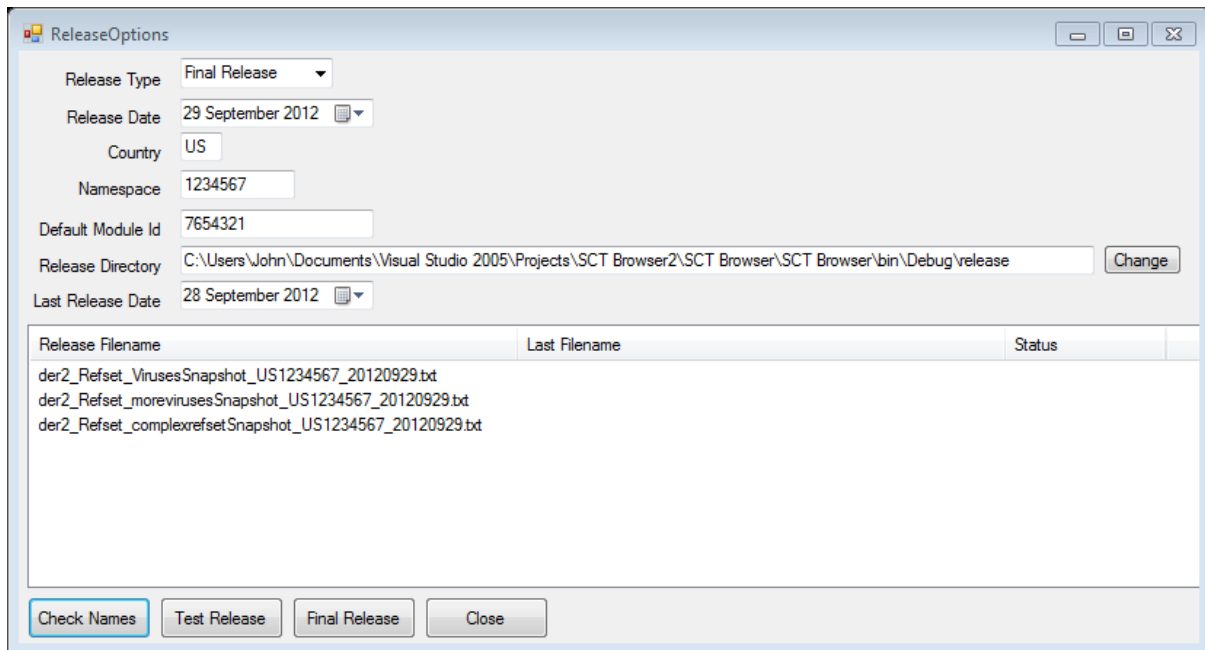 ReleaseOptions
Release Type Final Release
Release Date 29 September 2012
Country US
Namespace 1234567
Default Module Id 7654321
Release Directory C:\Users\John\Documents\Visual Studio 2005\Projects\SCT Browser2\SCT Browser\SCT Browser\bin\Debug\release Change
Last Release Date 28 September 2012
Release Filename Last Filename Status
der2_Refset_VirusesSnapshot_US1234567_20120929.txt
der2_Refset_morevirusesSnapshot_US1234567_20120929.txt
der2_Refset_complexrefsetSnapshot_US1234567_20120929.txt
Check Names Test Release Final Release Close